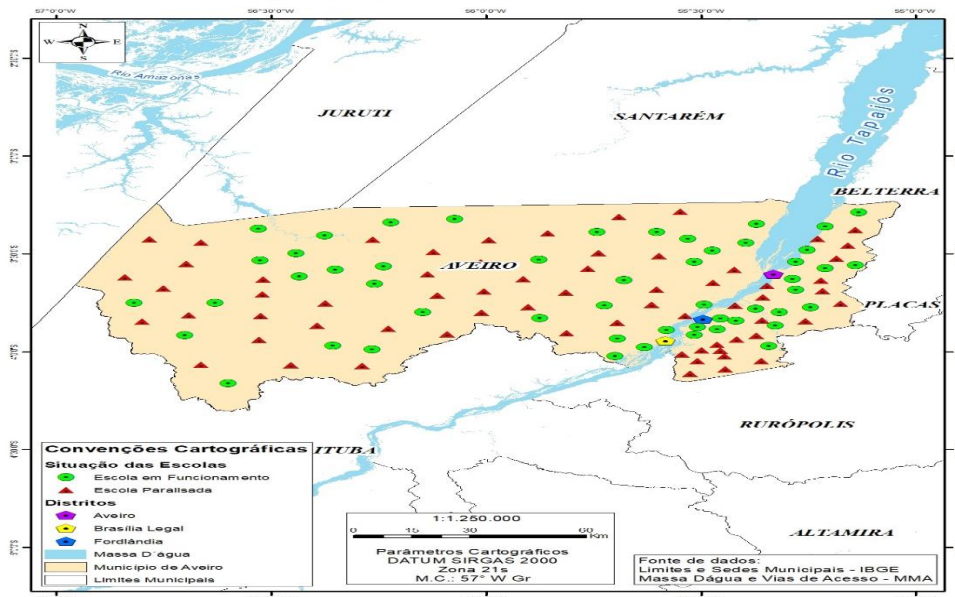 57°0'0"W 56°30'0"W 56°0'0"W 55°30'0"W 55°0'0"W
N
W E
S
Rio Amazonas
JURUTI
SANTARÉM
Rio Tapajós
BELTERRA
AVEIRO
PLACAS
RURÓPOLIS
ITUBA
ALTAMIRA
Convenções Cartográficas
Situação das Escolas
Escola em Funcionamento
Escola Paralisada
Distritos
Aveiro
Brasília Legal
Fordlândia
Massa D´água
Município de Aveiro
Limites Municipais
1:1.250.000
0 15 30 60
Km
Parâmetros Cartográficos
DATUM SIRGAS 2000
Zona 21s
M.C.: 57° W Gr
Fonte de dados:
Limites e Sedes Municipais - IBGE
Massa Dágua e Vias de Acesso - MMA